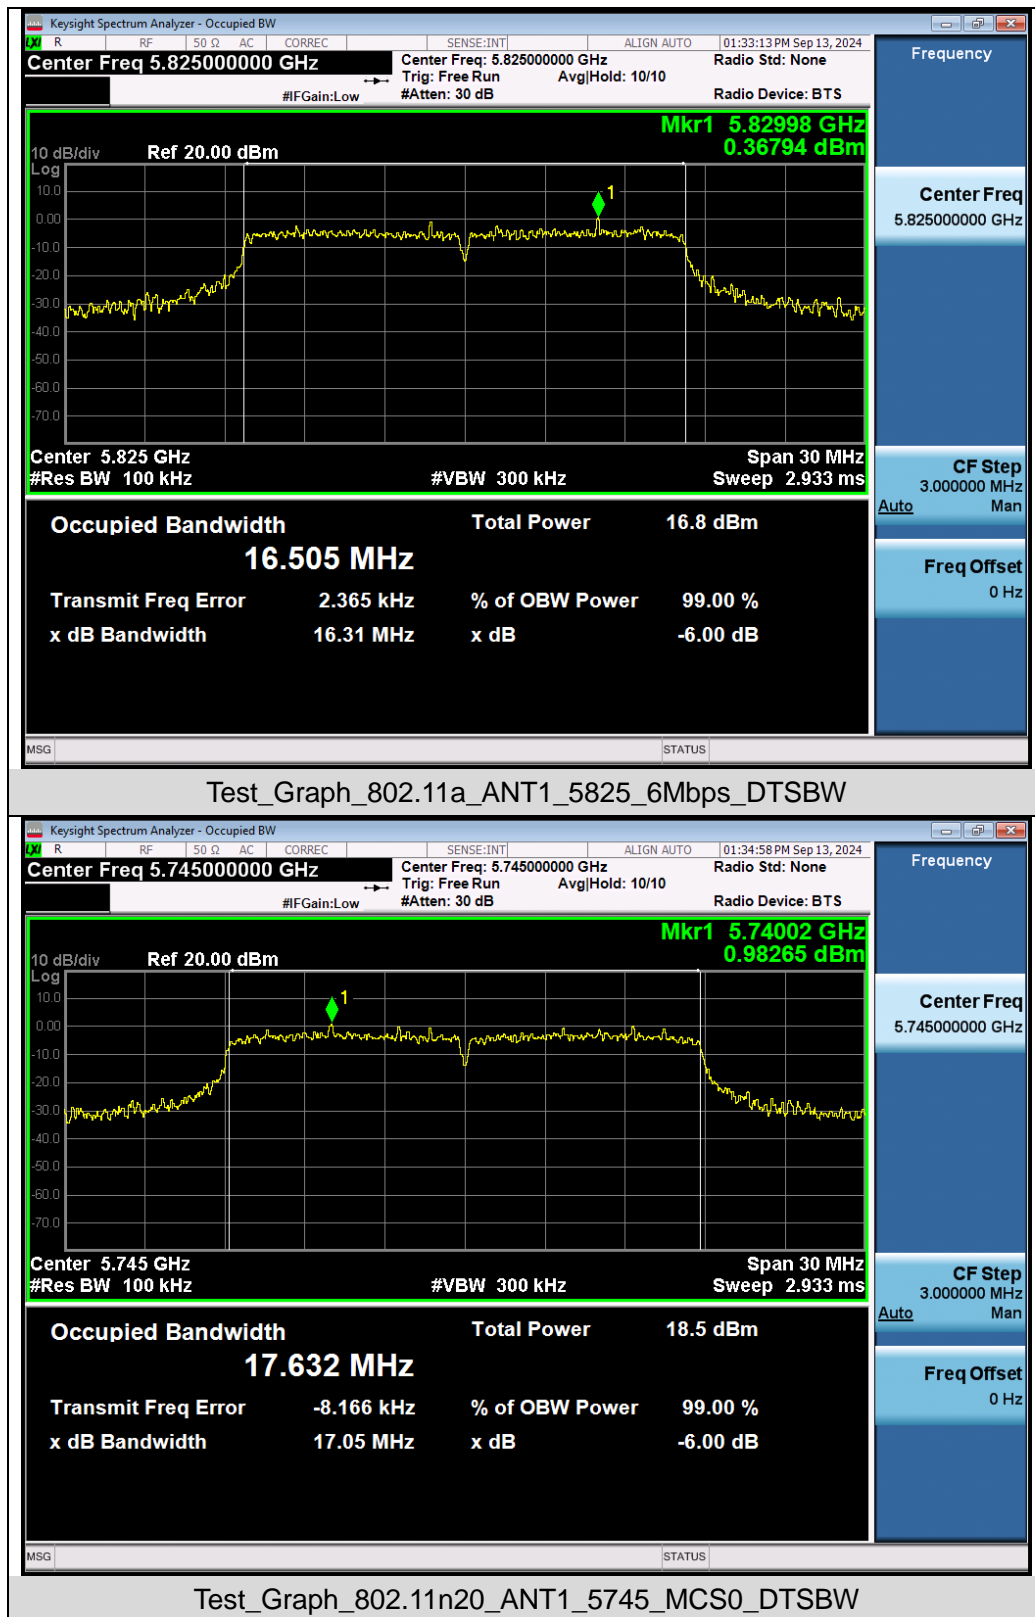 Keysight Spectrum Analyzer - Occupied BW
LXI R RF 50 Ω AC CORREC SENSE:INT ALIGN AUTO 01:33:13 PM Sep 13, 2024
Center Freq 5.825000000 GHz
Center Freq: 5.825000000 GHz Radio Std: None
Trig: Free Run Avg|Hold: 10/10
#IFGain:Low #Atten: 30 dB Radio Device: BTS
Mkr1 5.82998 GHz
10 dB/div Ref 20.00 dBm 0.36794 dBm
Log
10.0
1
0.00
-10.0
-20.0
-30.0
-40.0
-50.0
-60.0
-70.0
Center 5.825 GHz Span 30 MHz
#Res BW 100 kHz #VBW 300 kHz Sweep 2.933 ms
Occupied Bandwidth Total Power 16.8 dBm
16.505 MHz
Transmit Freq Error 2.365 kHz % of OBW Power 99.00 %
x dB Bandwidth 16.31 MHz x dB -6.00 dB
MSG STATUS
Frequency
Center Freq
5.825000000 GHz
CF Step
3.000000 MHz
Auto Man
Freq Offset
0 Hz
Test_Graph_802.11a_ANT1_5825_6Mbps_DTSBW
Keysight Spectrum Analyzer - Occupied BW
LXI R RF 50 Ω AC CORREC SENSE:INT ALIGN AUTO 01:34:58 PM Sep 13, 2024
Center Freq 5.745000000 GHz
Center Freq: 5.745000000 GHz Radio Std: None
Trig: Free Run Avg|Hold: 10/10
#IFGain:Low #Atten: 30 dB Radio Device: BTS
Mkr1 5.74002 GHz
10 dB/div Ref 20.00 dBm 0.98265 dBm
Log
10.0
1
0.00
-10.0
-20.0
-30.0
-40.0
-50.0
-60.0
-70.0
Center 5.745 GHz Span 30 MHz
#Res BW 100 kHz #VBW 300 kHz Sweep 2.933 ms
Occupied Bandwidth Total Power 18.5 dBm
17.632 MHz
Transmit Freq Error -8.166 kHz % of OBW Power 99.00 %
x dB Bandwidth 17.05 MHz x dB -6.00 dB
MSG STATUS
Frequency
Center Freq
5.745000000 GHz
CF Step
3.000000 MHz
Auto Man
Freq Offset
0 Hz
Test_Graph_802.11n20_ANT1_5745_MCS0_DTSBW